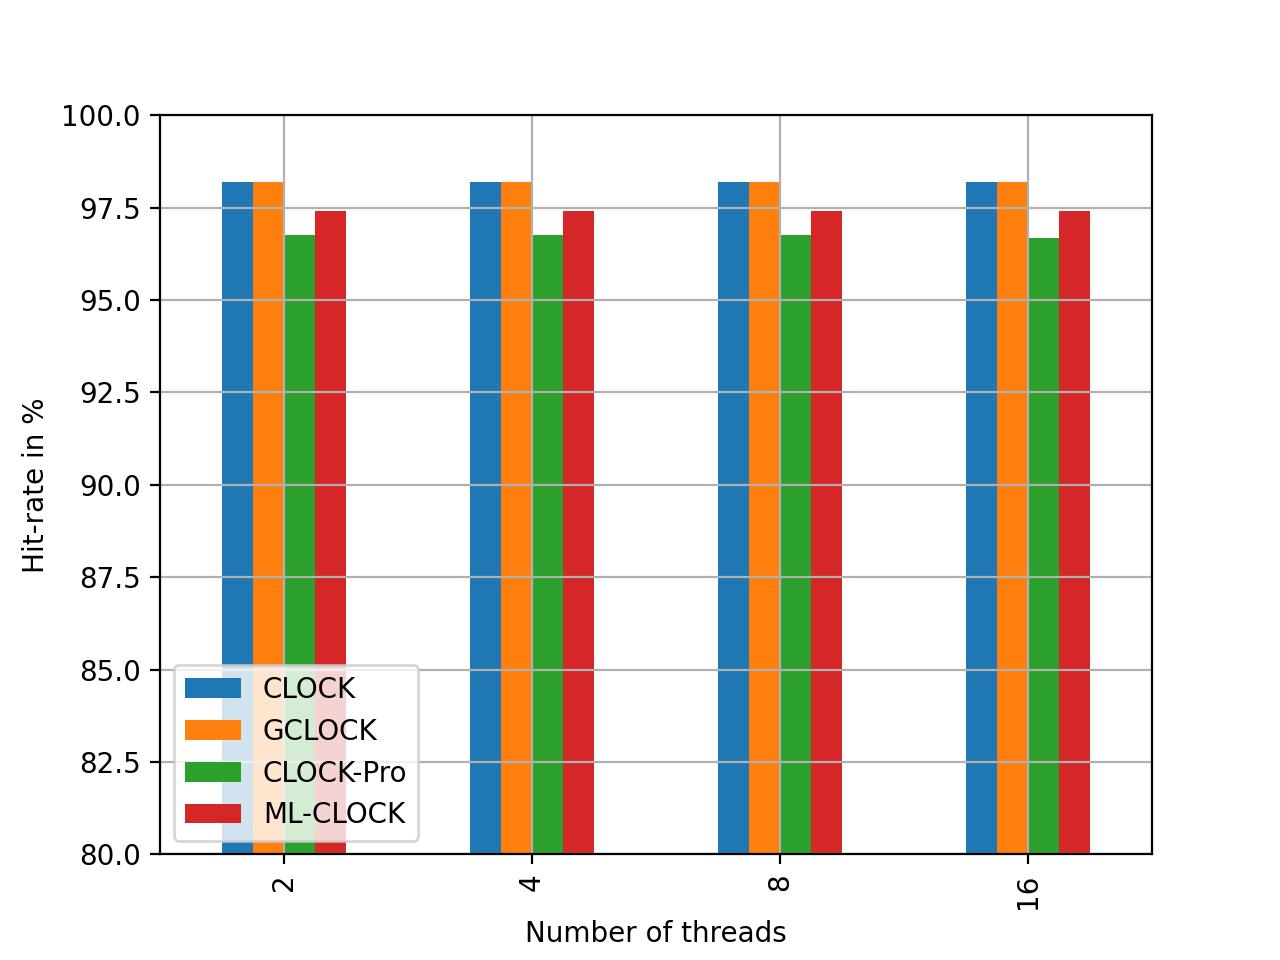 100.0
97.5
95.0
92.5
90.0
87.5
85.0
82.5
80.0
Hit-rate in %
CLOCK
GCLOCK
CLOCK-Pro
ML-CLOCK
2
4
8
16
Number of threads